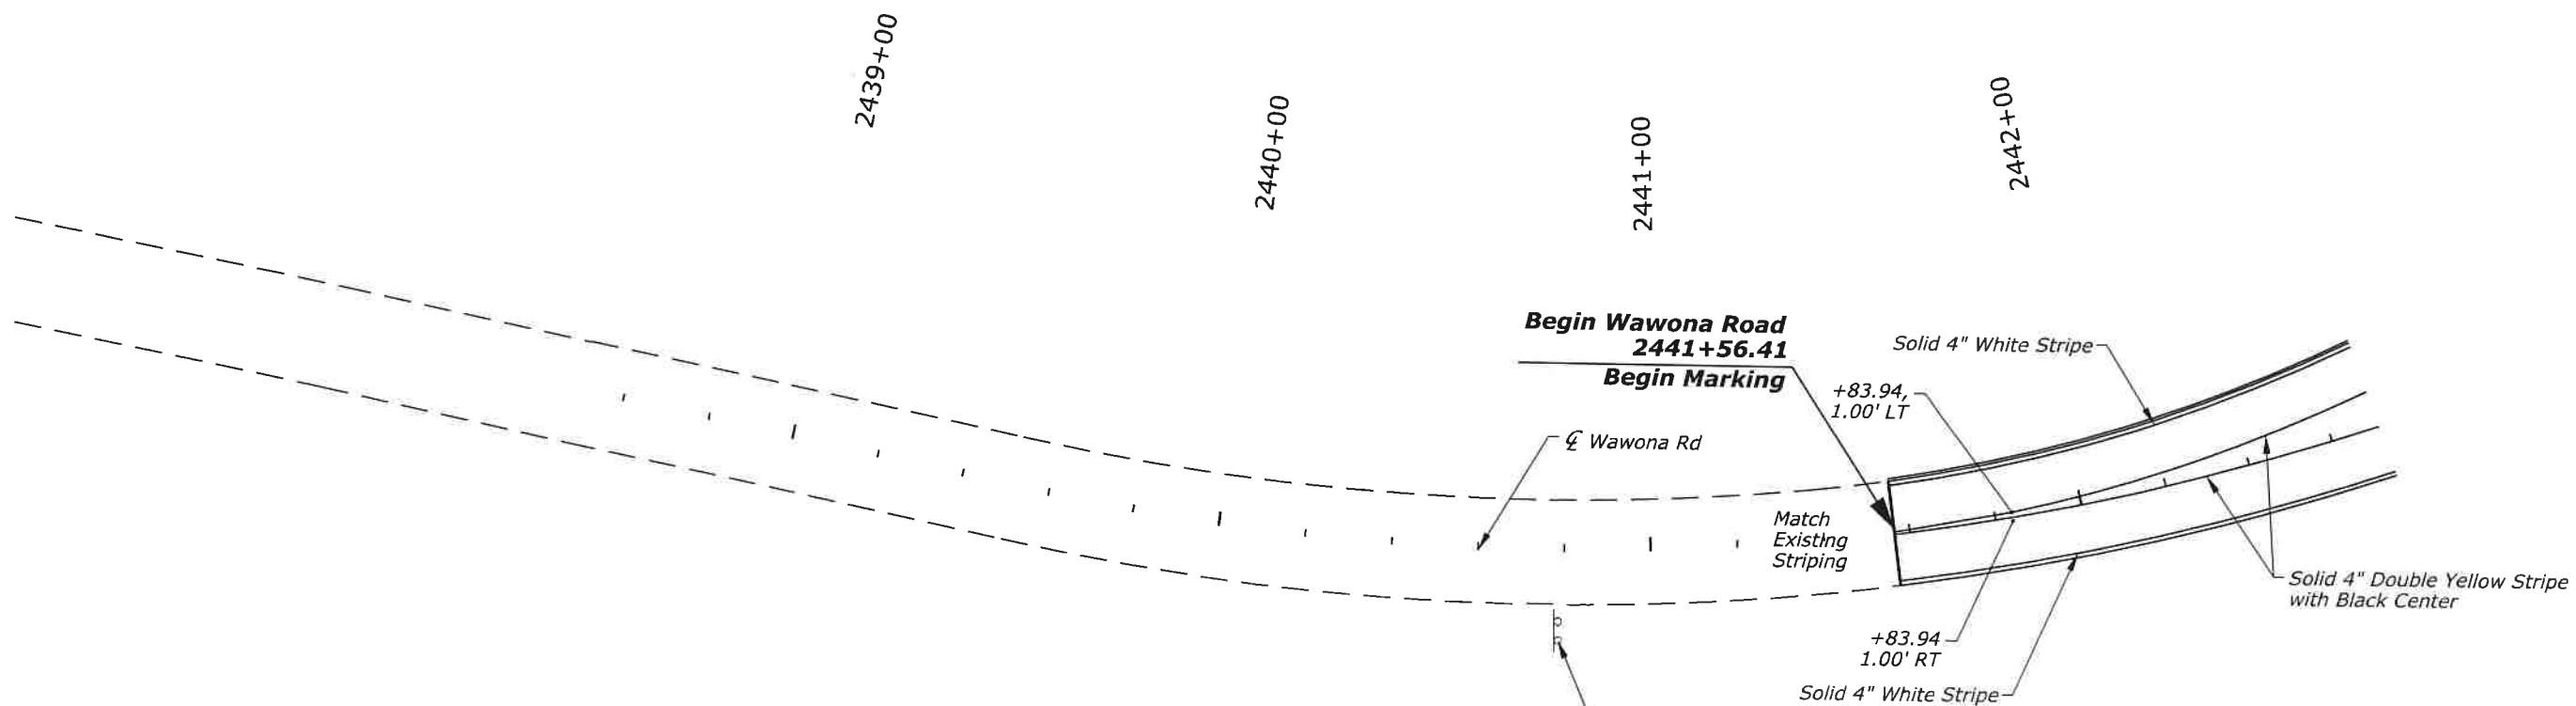 2439+00
2440+00
2441+00
2442+00
Begin Wawona Road
2441+56.41
Begin Marking
Solid 4" White Stripe
+83.94,
1.00' LT
℄ Wawona Rd
Match
Existing
Striping
Solid 4" Double Yellow Stripe
with Black Center
+83.94
1.00' RT
Solid 4" White Stripe